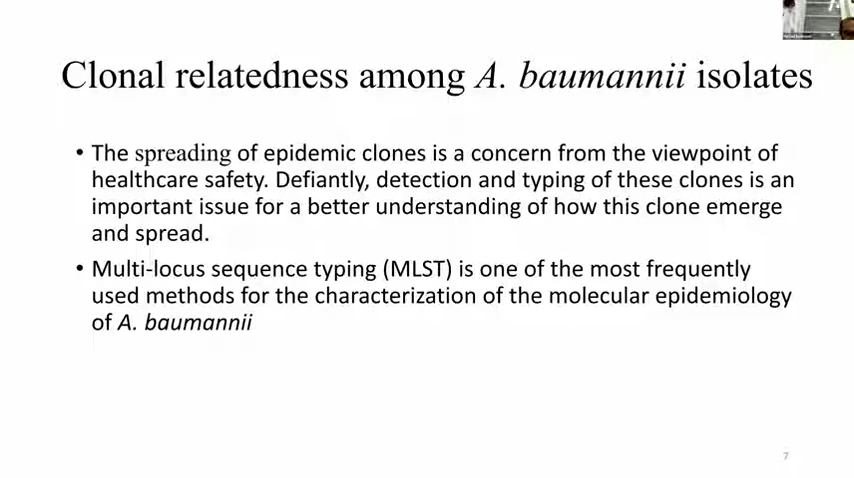 Clonal relatedness among A. baumannii isolates
• The spreading of epidemic clones is a concern from the viewpoint of
healthcare safety. Defiantly, detection and typing of these clones is an
important issue for a better understanding of how this clone emerge
and spread.
• Multi-locus sequence typing (MLST) is one of the most frequently
used methods for the characterization of the molecular epidemiology
of A. baumannii
7